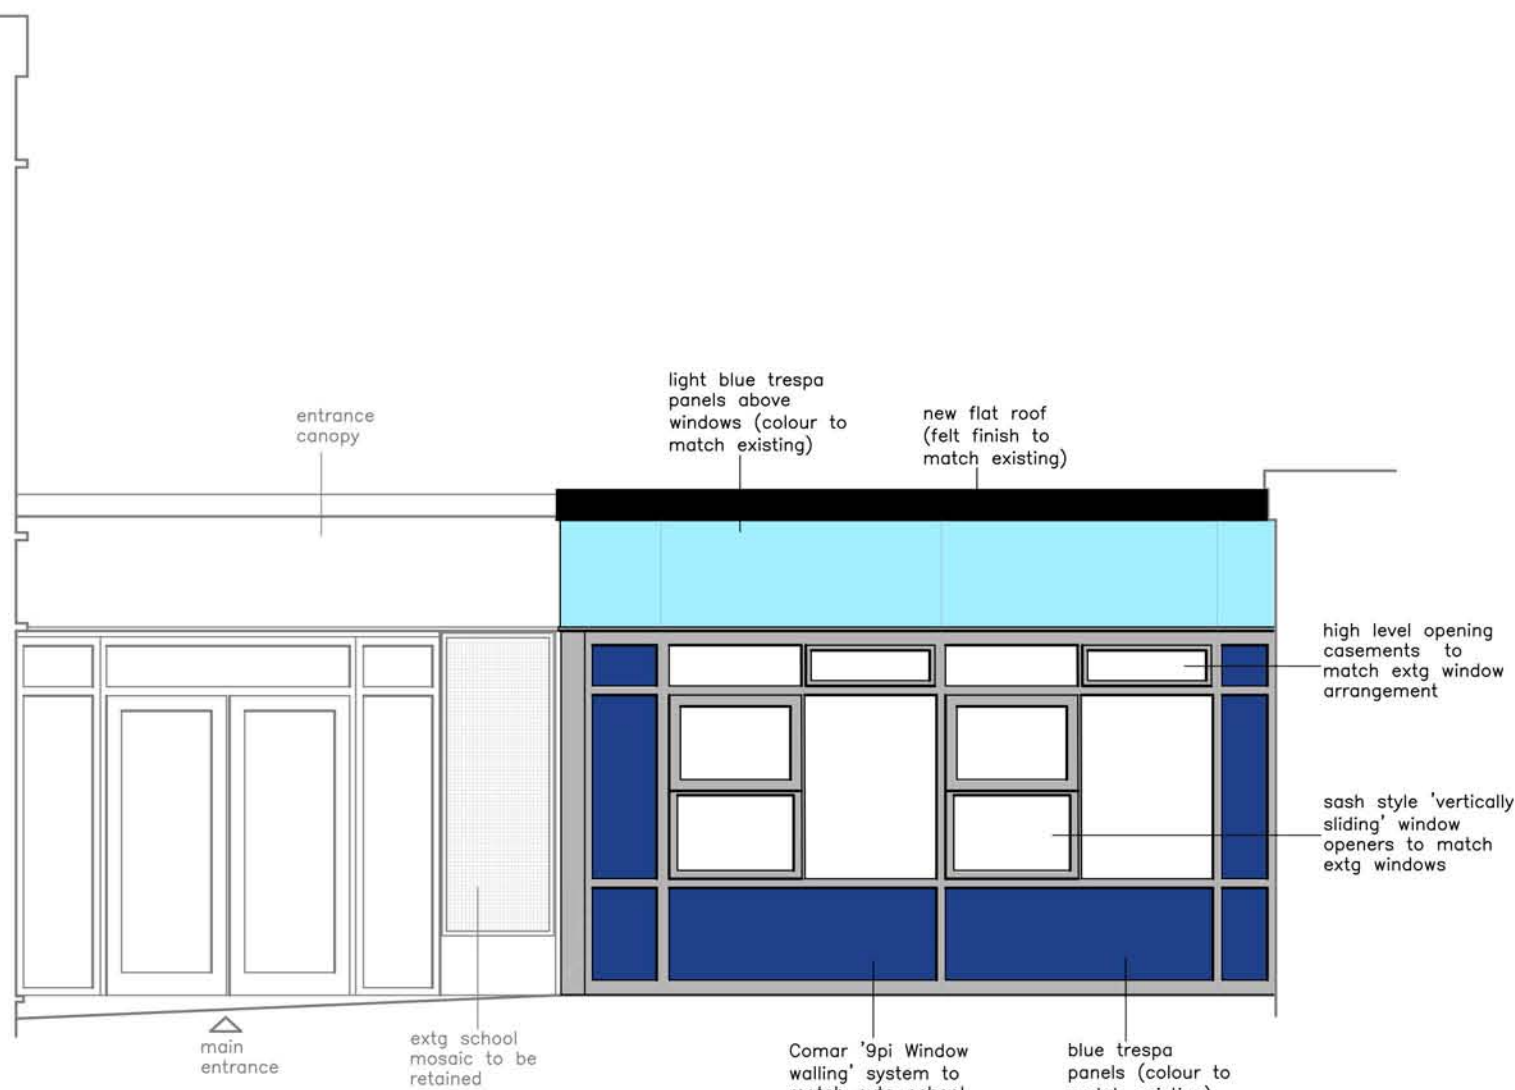 light blue trespa
panels above
windows (colour to
match existing)
new flat roof
(felt finish to
match existing)
entrance
canopy
high level opening
casements to
match extg window
arrangement
sash style 'vertically
sliding' window
openers to match
extg windows
main
entrance
extg school
mosaic to be
retained
Comar '9pi Window
walling' system to
blue trespa
panels (colour to